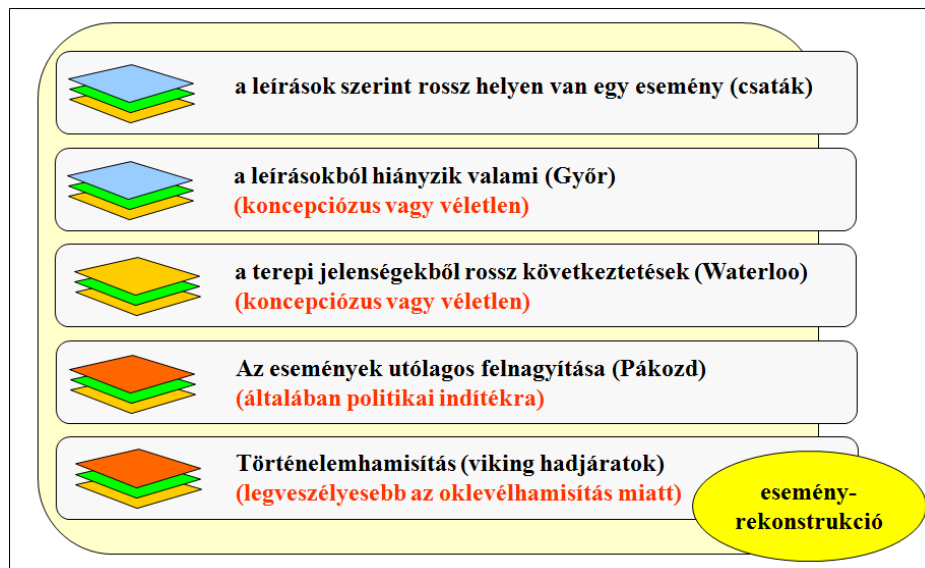 a leírások szerint rossz helyen van egy esemény (csaták)
a leírásokból hiányzik valami (Győr)
(koncepciózus vagy véletlen)
a terepi jelenségekből rossz következtetések (Waterloo)
(koncepciózus vagy véletlen)
Az események utólagos felnagyítása (Pákozd)
(általában politikai indítékra)
Történelemhamisítás (viking hadjáratok)
(legveszélyesebb az oklevélhamisítás miatt)
esemény-
rekonstrukció